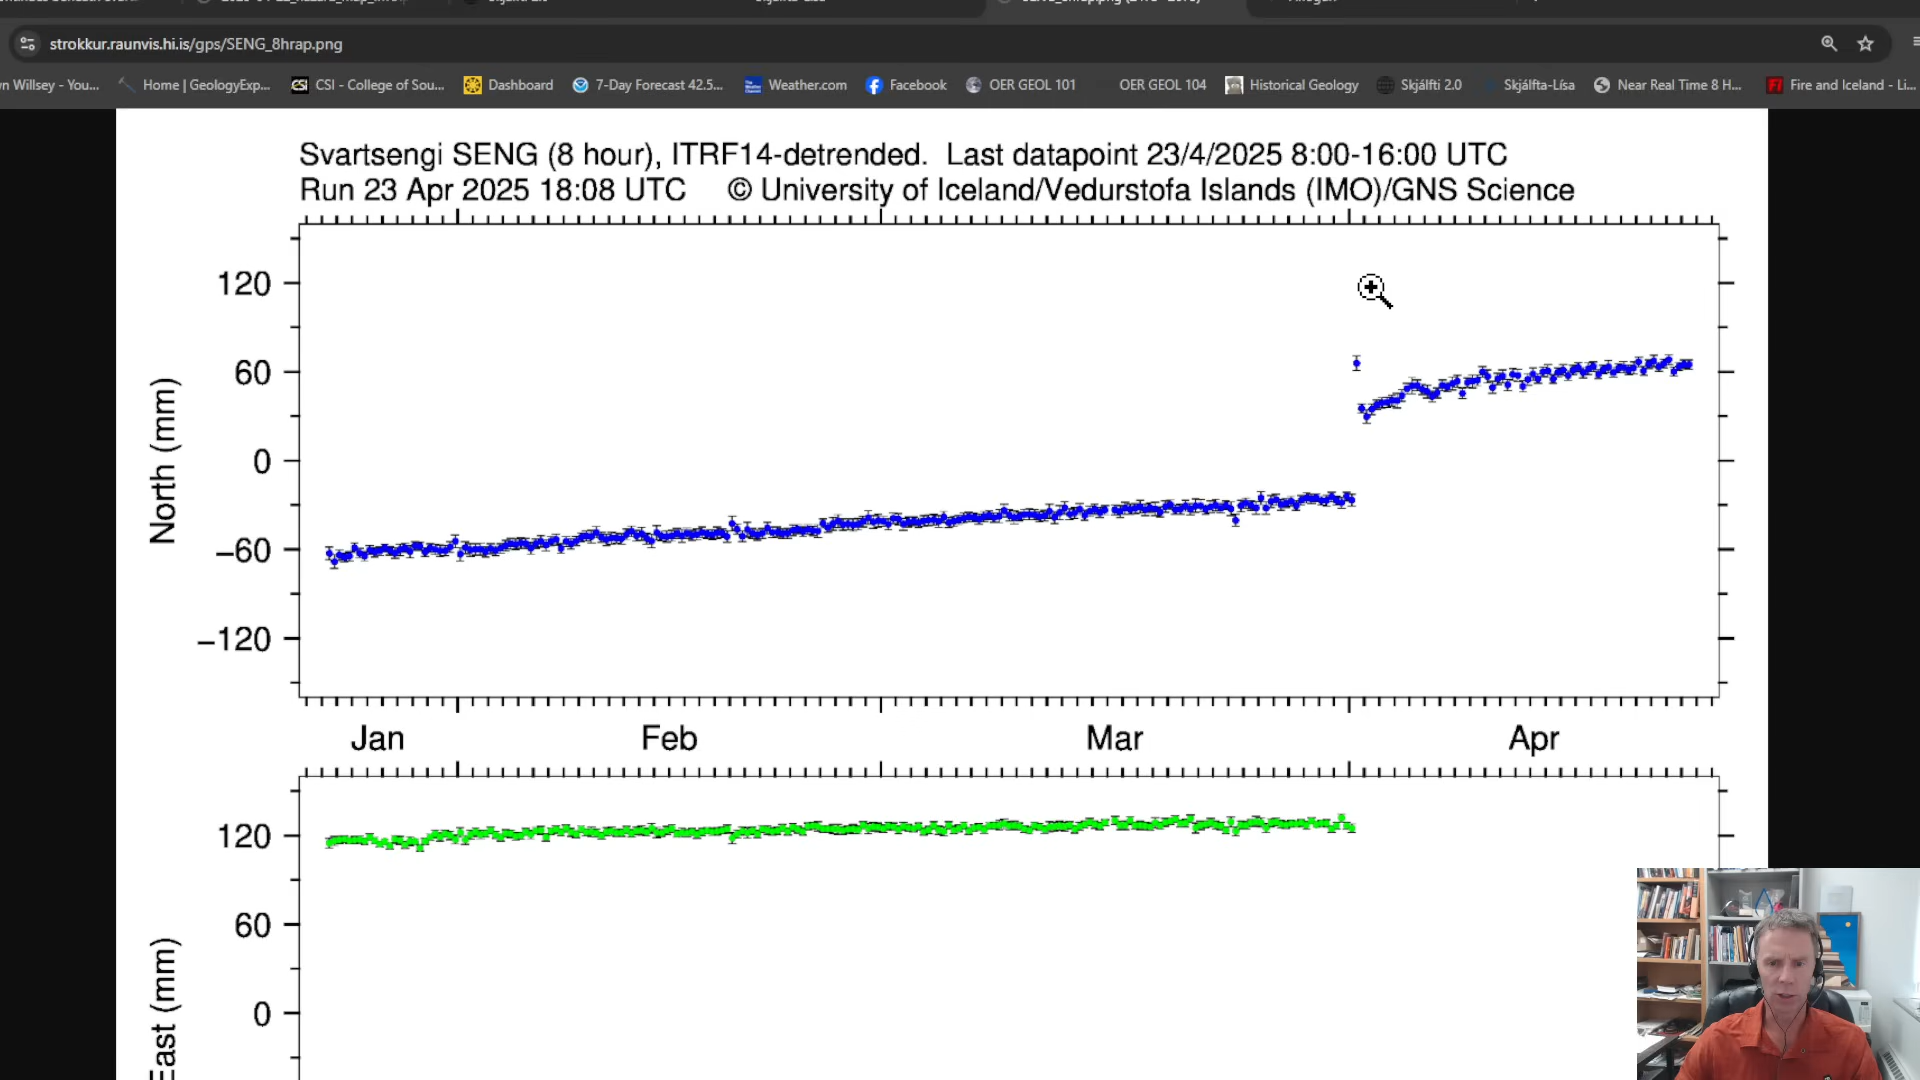 strokkur.raunvis.hi.is/gps/SENG_8hrap.png
n Willsey - You... Home | GeologyExp... CSI - College of Sou... Dashboard 7-Day Forecast 42.5... Weather.com Facebook OER GEOL 101 OER GEOL 104 Historical Geology Skjálfti 2.0 Skjálfta-Lísa Near Real Time 8 H... Fire and Iceland - Li...
Svartsengi SENG (8 hour), ITRF14-detrended. Last datapoint 23/4/2025 8:00-16:00 UTC
Run 23 Apr 2025 18:08 UTC © University of Iceland/Vedurstofa Islands (IMO)/GNS Science
North (mm)
120
60
0
−60
−120
Jan Feb Mar Apr
East (mm)
120
60
0